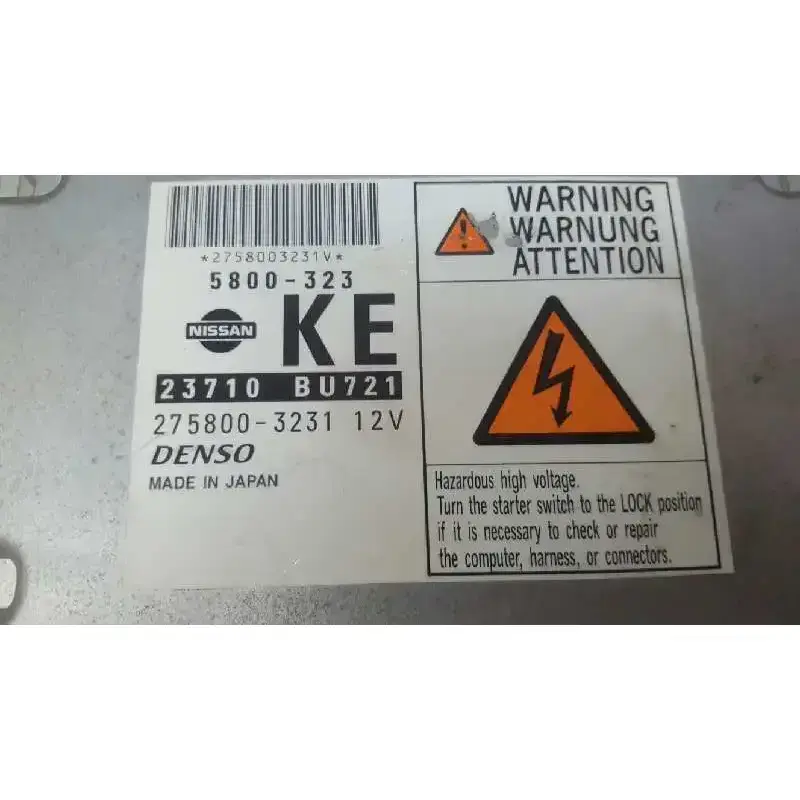 *2758003231V*
5800-323
NISSAN
KE
23710 BU721
275800-3231 12V
DENSO
MADE IN JAPAN
WARNING
WARNUNG
ATTENTION
Hazardous high voltage.
Turn the starter switch to the LOCK position
if it is necessary to check or repair
the computer, harness, or connectors.